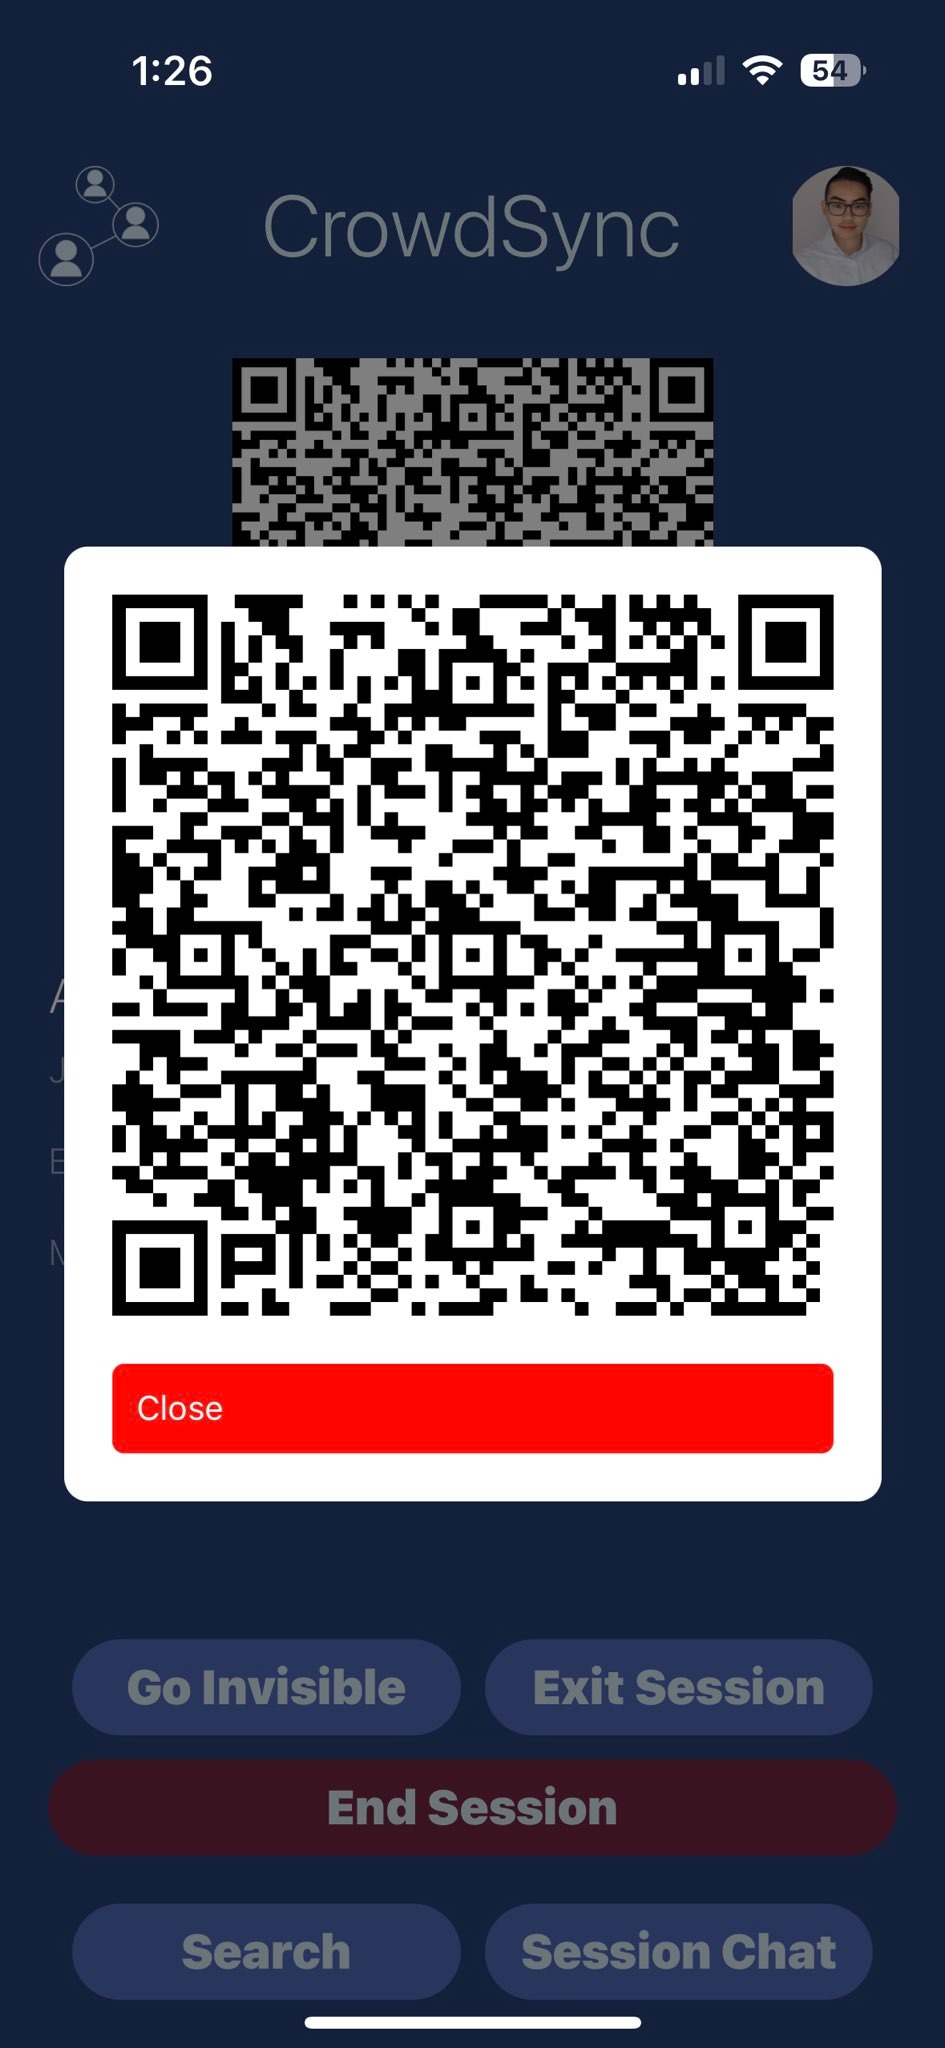 1:26
54
CrowdSync
A
J
E
M
Close
Go Invisible
Exit Session
End Session
Search
Session Chat